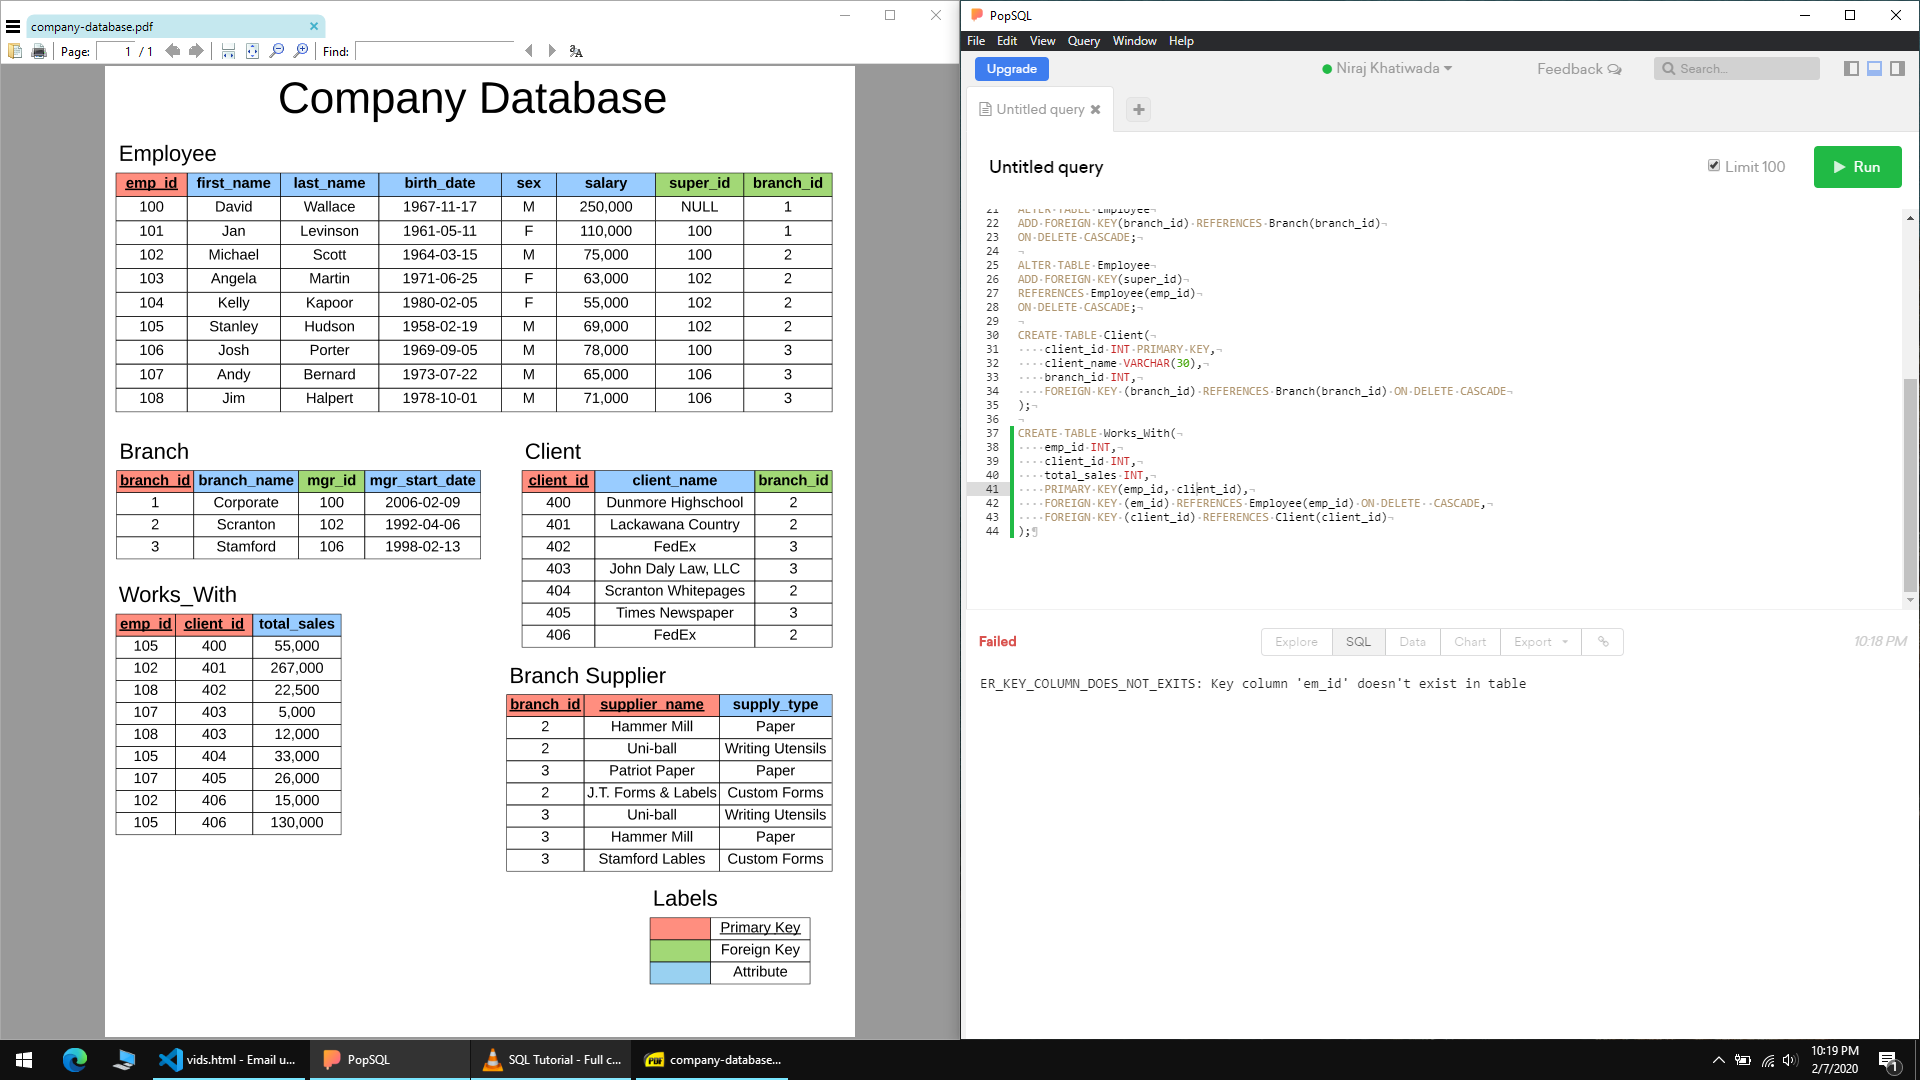 company-database.pdf
Page: 1 / 1 Find:
Company Database
Employee
emp_id first_name last_name birth_date sex salary super_id branch_id
100 David Wallace 1967-11-17 M 250,000 NULL 1
101 Jan Levinson 1961-05-11 F 110,000 100 1
102 Michael Scott 1964-03-15 M 75,000 100 2
103 Angela Martin 1971-06-25 F 63,000 102 2
104 Kelly Kapoor 1980-02-05 F 55,000 102 2
105 Stanley Hudson 1958-02-19 M 69,000 102 2
106 Josh Porter 1969-09-05 M 78,000 100 3
107 Andy Bernard 1973-07-22 M 65,000 106 3
108 Jim Halpert 1978-10-01 M 71,000 106 3
Branch
branch_id branch_name mgr_id mgr_start_date
1 Corporate 100 2006-02-09
2 Scranton 102 1992-04-06
3 Stamford 106 1998-02-13
Client
client_id client_name branch_id
400 Dunmore Highschool 2
401 Lackawana Country 2
402 FedEx 3
403 John Daly Law, LLC 3
404 Scranton Whitepages 2
405 Times Newspaper 3
406 FedEx 2
Works_With
emp_id client_id total_sales
105 400 55,000
102 401 267,000
108 402 22,500
107 403 5,000
108 403 12,000
105 404 33,000
107 405 26,000
102 406 15,000
105 406 130,000
Branch Supplier
branch_id supplier_name supply_type
2 Hammer Mill Paper
2 Uni-ball Writing Utensils
3 Patriot Paper Paper
2 J.T. Forms & Labels Custom Forms
3 Uni-ball Writing Utensils
3 Hammer Mill Paper
3 Stamford Lables Custom Forms
Labels
Primary Key
Foreign Key
Attribute
PopSQL
File Edit View Query Window Help
Upgrade Niraj Khatiwada Feedback Search...
Untitled query
Untitled query Limit 100 Run
21 ALTER TABLE Employee
22 ADD FOREIGN KEY(branch_id) REFERENCES Branch(branch_id)
23 ON DELETE CASCADE;
24
25 ALTER TABLE Employee
26 ADD FOREIGN KEY(super_id)
27 REFERENCES Employee(emp_id)
28 ON DELETE CASCADE;
29
30 CREATE TABLE Client(
31 client_id INT PRIMARY KEY,
32 client_name VARCHAR(30),
33 branch_id INT,
34 FOREIGN KEY (branch_id) REFERENCES Branch(branch_id) ON DELETE CASCADE
35 );
36
37 CREATE TABLE Works_With(
38 emp_id INT,
39 client_id INT,
40 total_sales INT,
41 PRIMARY KEY(emp_id, client_id),
42 FOREIGN KEY (em_id) REFERENCES Employee(emp_id) ON DELETE  CASCADE,
43 FOREIGN KEY (client_id) REFERENCES Client(client_id)
44 );
Failed Explore SQL Data Chart Export 10:18 PM
ER_KEY_COLUMN_DOES_NOT_EXITS: Key column 'em_id' doesn't exist in table
vids.html - Email u... PopSQL SQL Tutorial - Full c... company-database... 10:19 PM
2/7/2020 1